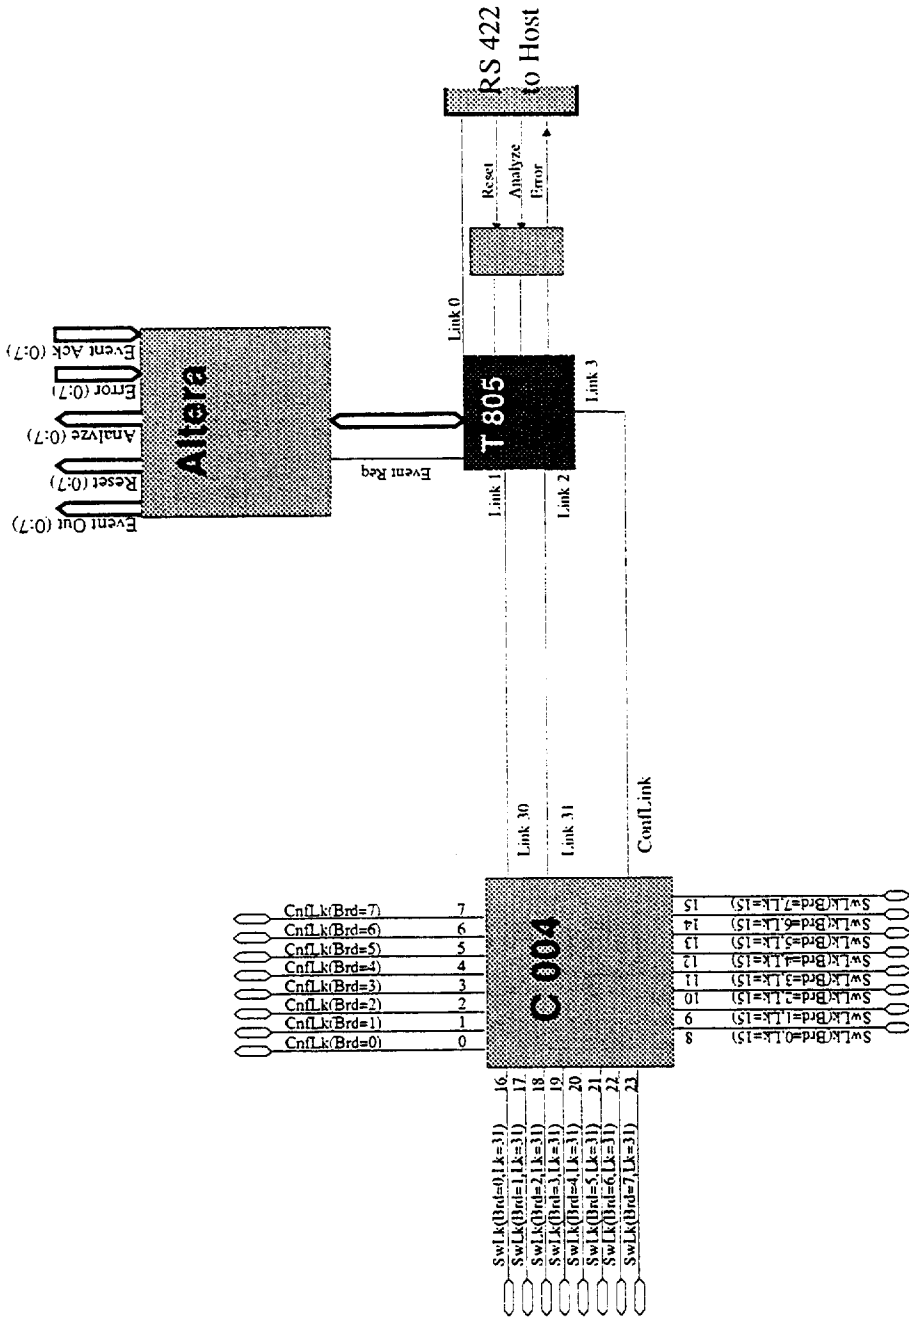 RS 422
to Host
Reset
Analyze
Error
Link 0
Event Ack (0:7)
Error (0:7)
Analyze (0:7)
Reset (0:7)
Event Out (0:7)
Altera
Event Req
T 805
Link 3
Link 1
Link 2
Link 30
Link 31
ConfLink
C 004
CnfLk(Brd=7) 7
CnfLk(Brd=6) 6
CnfLk(Brd=5) 5
CnfLk(Brd=4) 4
CnfLk(Brd=3) 3
CnfLk(Brd=2) 2
CnfLk(Brd=1) 1
CnfLk(Brd=0) 0
15 SwLk(Brd=7,Lk=15)
14 SwLk(Brd=6,Lk=15)
13 SwLk(Brd=5,Lk=15)
12 SwLk(Brd=4,Lk=15)
11 SwLk(Brd=3,Lk=15)
10 SwLk(Brd=2,Lk=15)
9 SwLk(Brd=1,Lk=15)
8 SwLk(Brd=0,Lk=15)
SwLk(Brd=0,Lk=31) 16
SwLk(Brd=1,Lk=31) 17
SwLk(Brd=2,Lk=31) 18
SwLk(Brd=3,Lk=31) 19
SwLk(Brd=4,Lk=31) 20
SwLk(Brd=5,Lk=31) 21
SwLk(Brd=6,Lk=31) 22
SwLk(Brd=7,Lk=31) 23